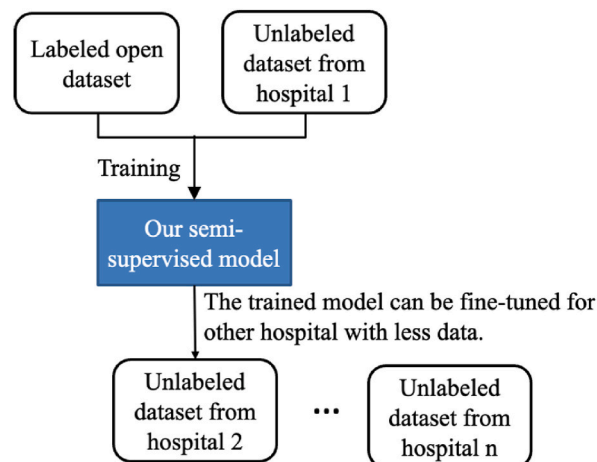 Labeled open
dataset
Unlabeled
dataset from
hospital 1
Training
Our semi-
supervised model
The trained model can be fine-tuned for
other hospital with less data.
Unlabeled
dataset from
hospital 2
...
Unlabeled
dataset from
hospital n